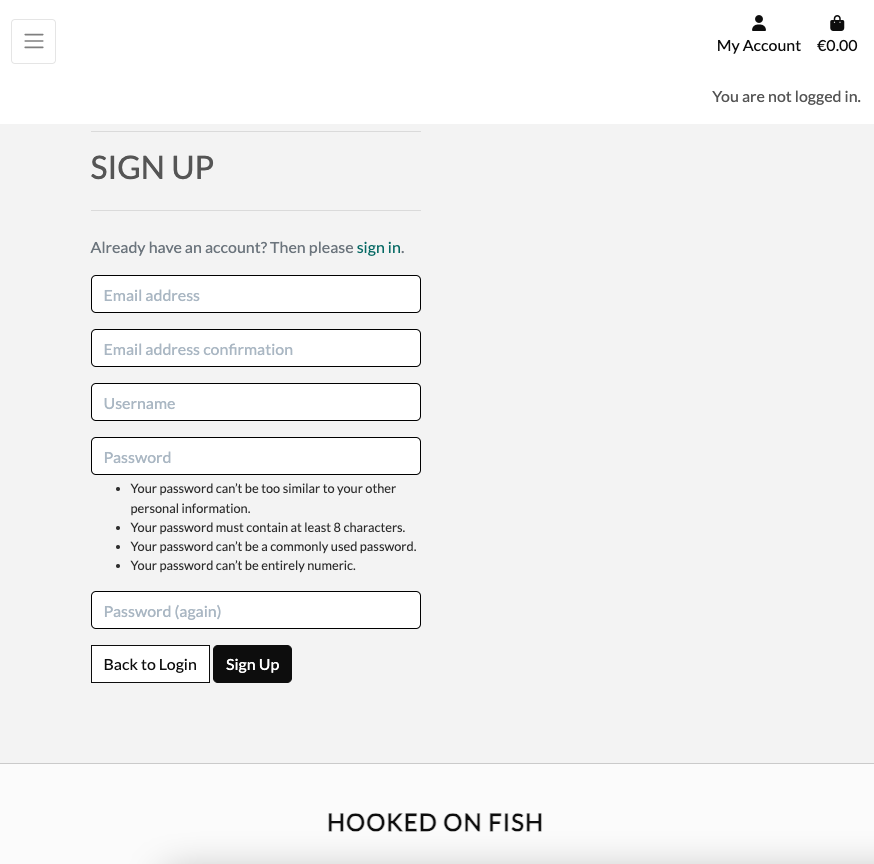 My Account
€0.00
You are not logged in.
SIGN UP
Already have an account? Then please sign in.
Email address
Email address confirmation
Username
Password
• Your password can’t be too similar to your other
personal information.
• Your password must contain at least 8 characters.
• Your password can’t be a commonly used password.
• Your password can’t be entirely numeric.
Password (again)
Back to Login
Sign Up
HOOKED ON FISH